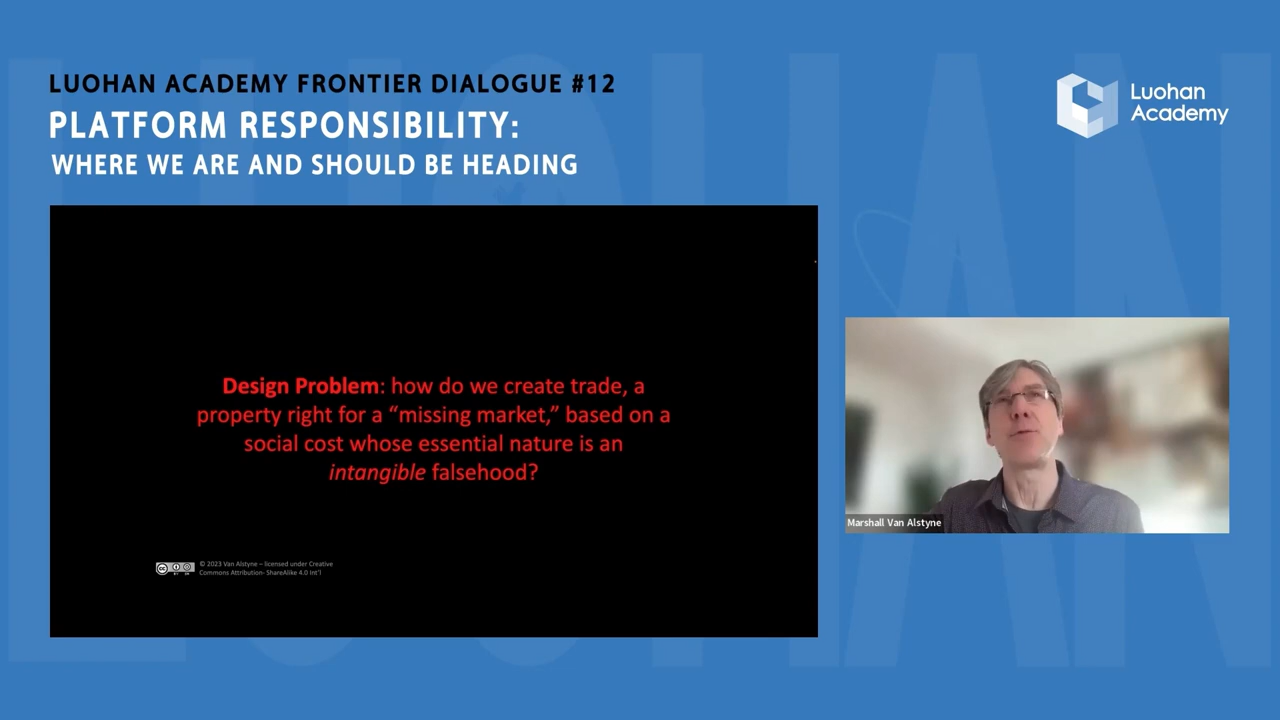 LUOHAN ACADEMY FRONTIER DIALOGUE #12
PLATFORM RESPONSIBILITY:
WHERE WE ARE AND SHOULD BE HEADING
Luohan
Academy
Design Problem: how do we create trade, a
property right for a “missing market,” based on a
social cost whose essential nature is an
intangible falsehood?
© 2023 Van Alstyne – licensed under Creative
Commons Attribution- ShareAlike 4.0 Int'l
Marshall Van Alstyne